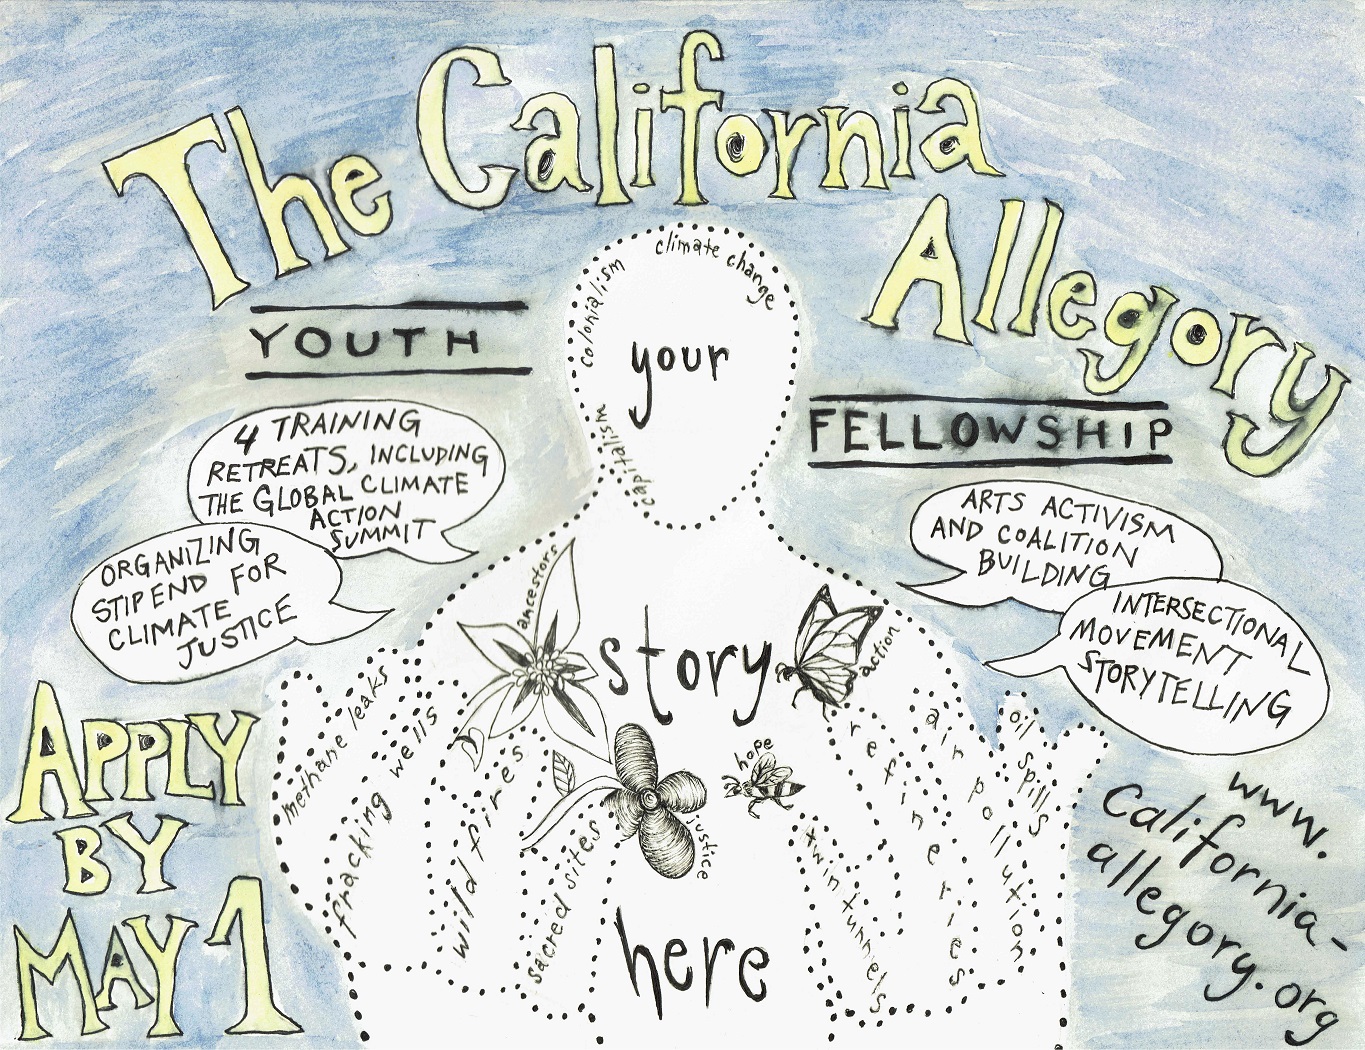 The California
Allegory
YOUTH
FELLOWSHIP
4 TRAINING
RETREATS, INCLUDING
THE GLOBAL CLIMATE
ACTION
SUMMIT
ORGANIZING
STIPEND FOR
CLIMATE
JUSTICE
ARTS ACTIVISM
AND COALITION
BUILDING
INTERSECTIONAL
MOVEMENT
STORYTELLING
colonialism
climate change
capitalism
your
story
here
ancestors
action
hope
justice
methane leaks
fracking wells
wildfires
sacred sites
twin tunnels
refineries
air pollution
oil spills
APPLY
BY
MAY 1
www.
california-
allegory.org